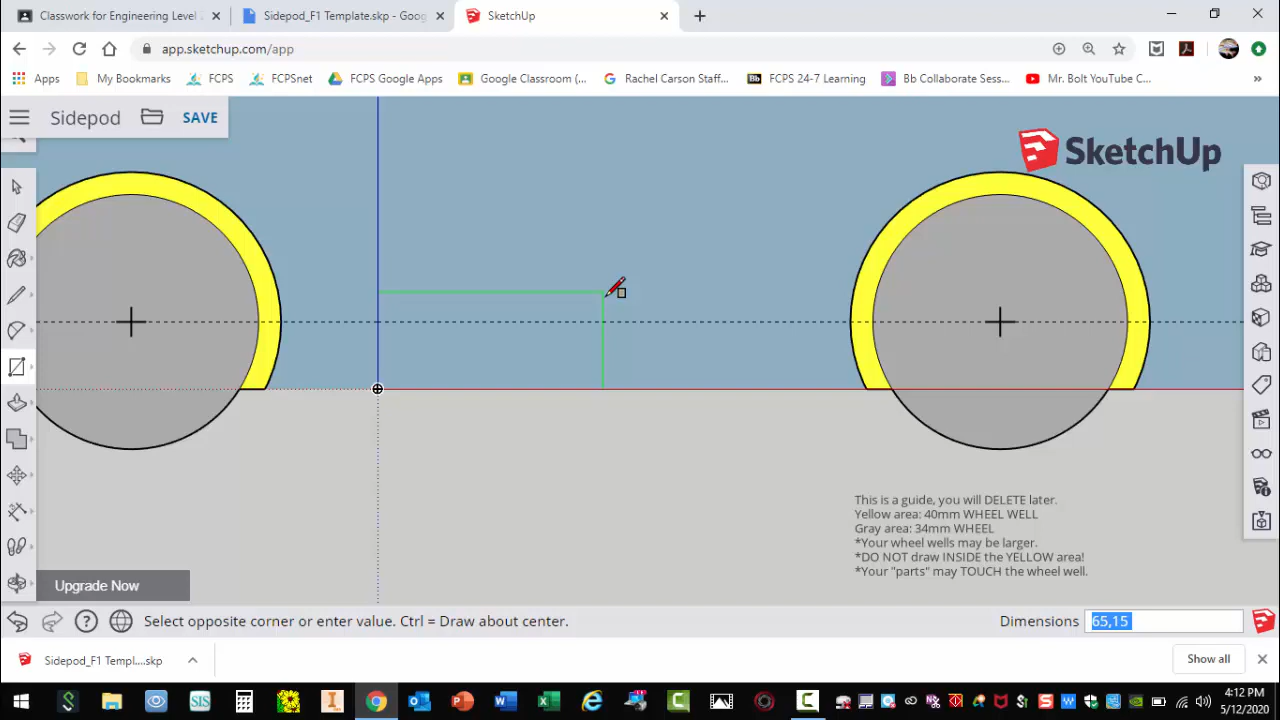 Classwork for Engineering Level 2
Sidepod_F1 Template.skp - Goog
SketchUp
app.sketchup.com/app
Apps
My Bookmarks
FCPS
FCPSnet
FCPS Google Apps
Google Classroom (...
Rachel Carson Staff...
Bb
FCPS 24-7 Learning
Bb Collaborate Sess...
Mr. Bolt YouTube C...
»
Sidepod
SAVE
SketchUp
This is a guide, you will DELETE later.
Yellow area: 40mm WHEEL WELL
Gray area: 34mm WHEEL
*Your wheel wells may be larger.
*DO NOT draw INSIDE the YELLOW area!
*Your "parts" may TOUCH the wheel well.
Upgrade Now
Select opposite corner or enter value. Ctrl = Draw about center.
Dimensions
65,15
Sidepod_F1 Templ....skp
Show all
SIS
4:12 PM
5/12/2020